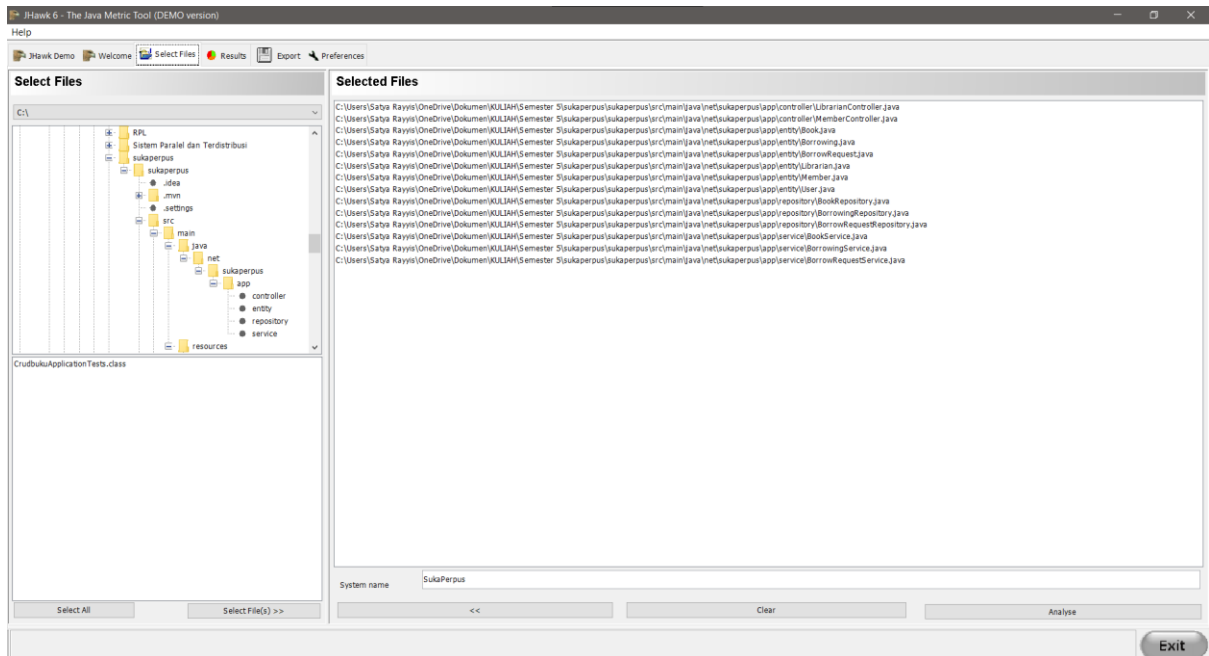 JHawk 6 - The Java Metric Tool (DEMO version)
Help
JHawk Demo Welcome Select Files Results Export Preferences
Select Files
C:\
RPL
Sistem Paralel dan Terdistribusi
sukaperpus
sukaperpus
.idea
.mvn
.settings
src
main
java
net
sukaperpus
app
controller
entity
repository
service
resources
CrudbukuApplicationTests.class
Select All Select File(s) >>
Selected Files
C:\Users\Satya Rayyis\OneDrive\Dokumen\KULIAH\Semester 5\sukaperpus\sukaperpus\src\main\java\net\sukaperpus\app\controller\LibrarianController.java
C:\Users\Satya Rayyis\OneDrive\Dokumen\KULIAH\Semester 5\sukaperpus\sukaperpus\src\main\java\net\sukaperpus\app\controller\MemberController.java
C:\Users\Satya Rayyis\OneDrive\Dokumen\KULIAH\Semester 5\sukaperpus\sukaperpus\src\main\java\net\sukaperpus\app\entity\Book.java
C:\Users\Satya Rayyis\OneDrive\Dokumen\KULIAH\Semester 5\sukaperpus\sukaperpus\src\main\java\net\sukaperpus\app\entity\Borrowing.java
C:\Users\Satya Rayyis\OneDrive\Dokumen\KULIAH\Semester 5\sukaperpus\sukaperpus\src\main\java\net\sukaperpus\app\entity\BorrowRequest.java
C:\Users\Satya Rayyis\OneDrive\Dokumen\KULIAH\Semester 5\sukaperpus\sukaperpus\src\main\java\net\sukaperpus\app\entity\Librarian.java
C:\Users\Satya Rayyis\OneDrive\Dokumen\KULIAH\Semester 5\sukaperpus\sukaperpus\src\main\java\net\sukaperpus\app\entity\Member.java
C:\Users\Satya Rayyis\OneDrive\Dokumen\KULIAH\Semester 5\sukaperpus\sukaperpus\src\main\java\net\sukaperpus\app\entity\User.java
C:\Users\Satya Rayyis\OneDrive\Dokumen\KULIAH\Semester 5\sukaperpus\sukaperpus\src\main\java\net\sukaperpus\app\repository\BookRepository.java
C:\Users\Satya Rayyis\OneDrive\Dokumen\KULIAH\Semester 5\sukaperpus\sukaperpus\src\main\java\net\sukaperpus\app\repository\BorrowingRepository.java
C:\Users\Satya Rayyis\OneDrive\Dokumen\KULIAH\Semester 5\sukaperpus\sukaperpus\src\main\java\net\sukaperpus\app\repository\BorrowRequestRepository.java
C:\Users\Satya Rayyis\OneDrive\Dokumen\KULIAH\Semester 5\sukaperpus\sukaperpus\src\main\java\net\sukaperpus\app\service\BookService.java
C:\Users\Satya Rayyis\OneDrive\Dokumen\KULIAH\Semester 5\sukaperpus\sukaperpus\src\main\java\net\sukaperpus\app\service\BorrowingService.java
C:\Users\Satya Rayyis\OneDrive\Dokumen\KULIAH\Semester 5\sukaperpus\sukaperpus\src\main\java\net\sukaperpus\app\service\BorrowRequestService.java
System name SukaPerpus
<< Clear Analyse
Exit